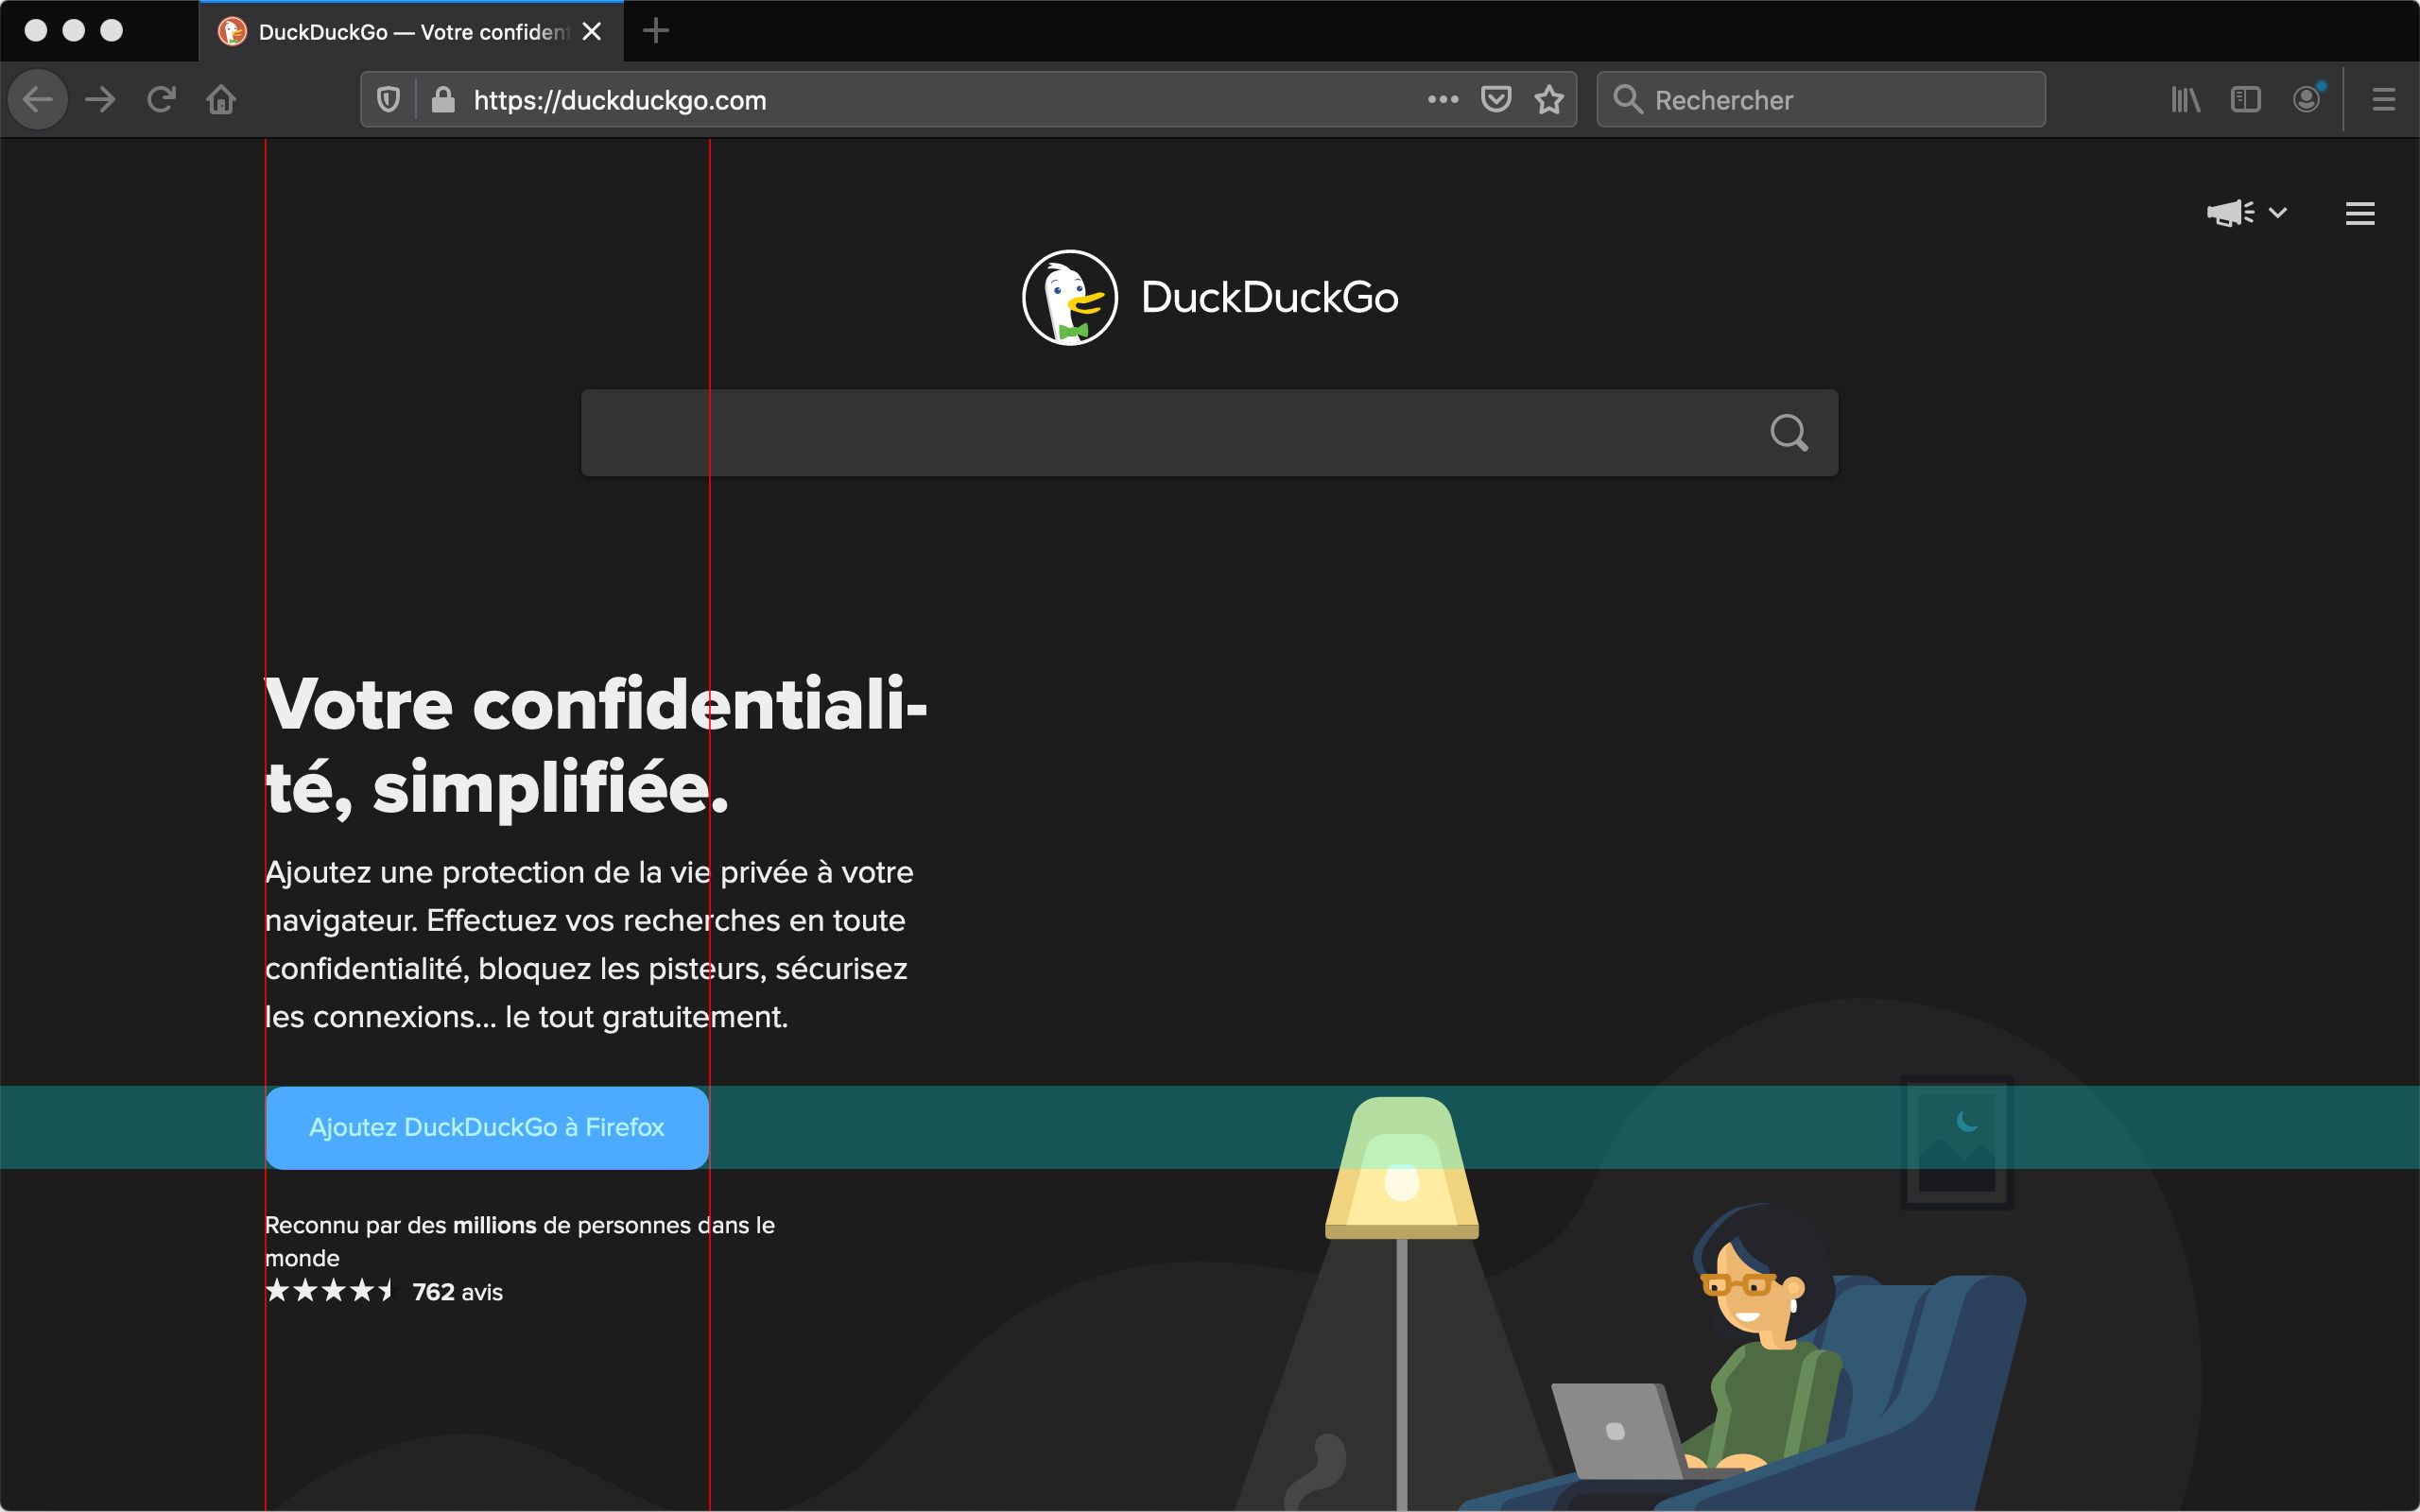 DuckDuckGo — Votre confident
https://duckduckgo.com
Rechercher
DuckDuckGo
Votre confidentiali-
té, simplifiée.
Ajoutez une protection de la vie privée à votre
navigateur. Effectuez vos recherches en toute
confidentialité, bloquez les pisteurs, sécurisez
les connexions... le tout gratuitement.
Ajoutez DuckDuckGo à Firefox
Reconnu par des millions de personnes dans le
monde
762 avis